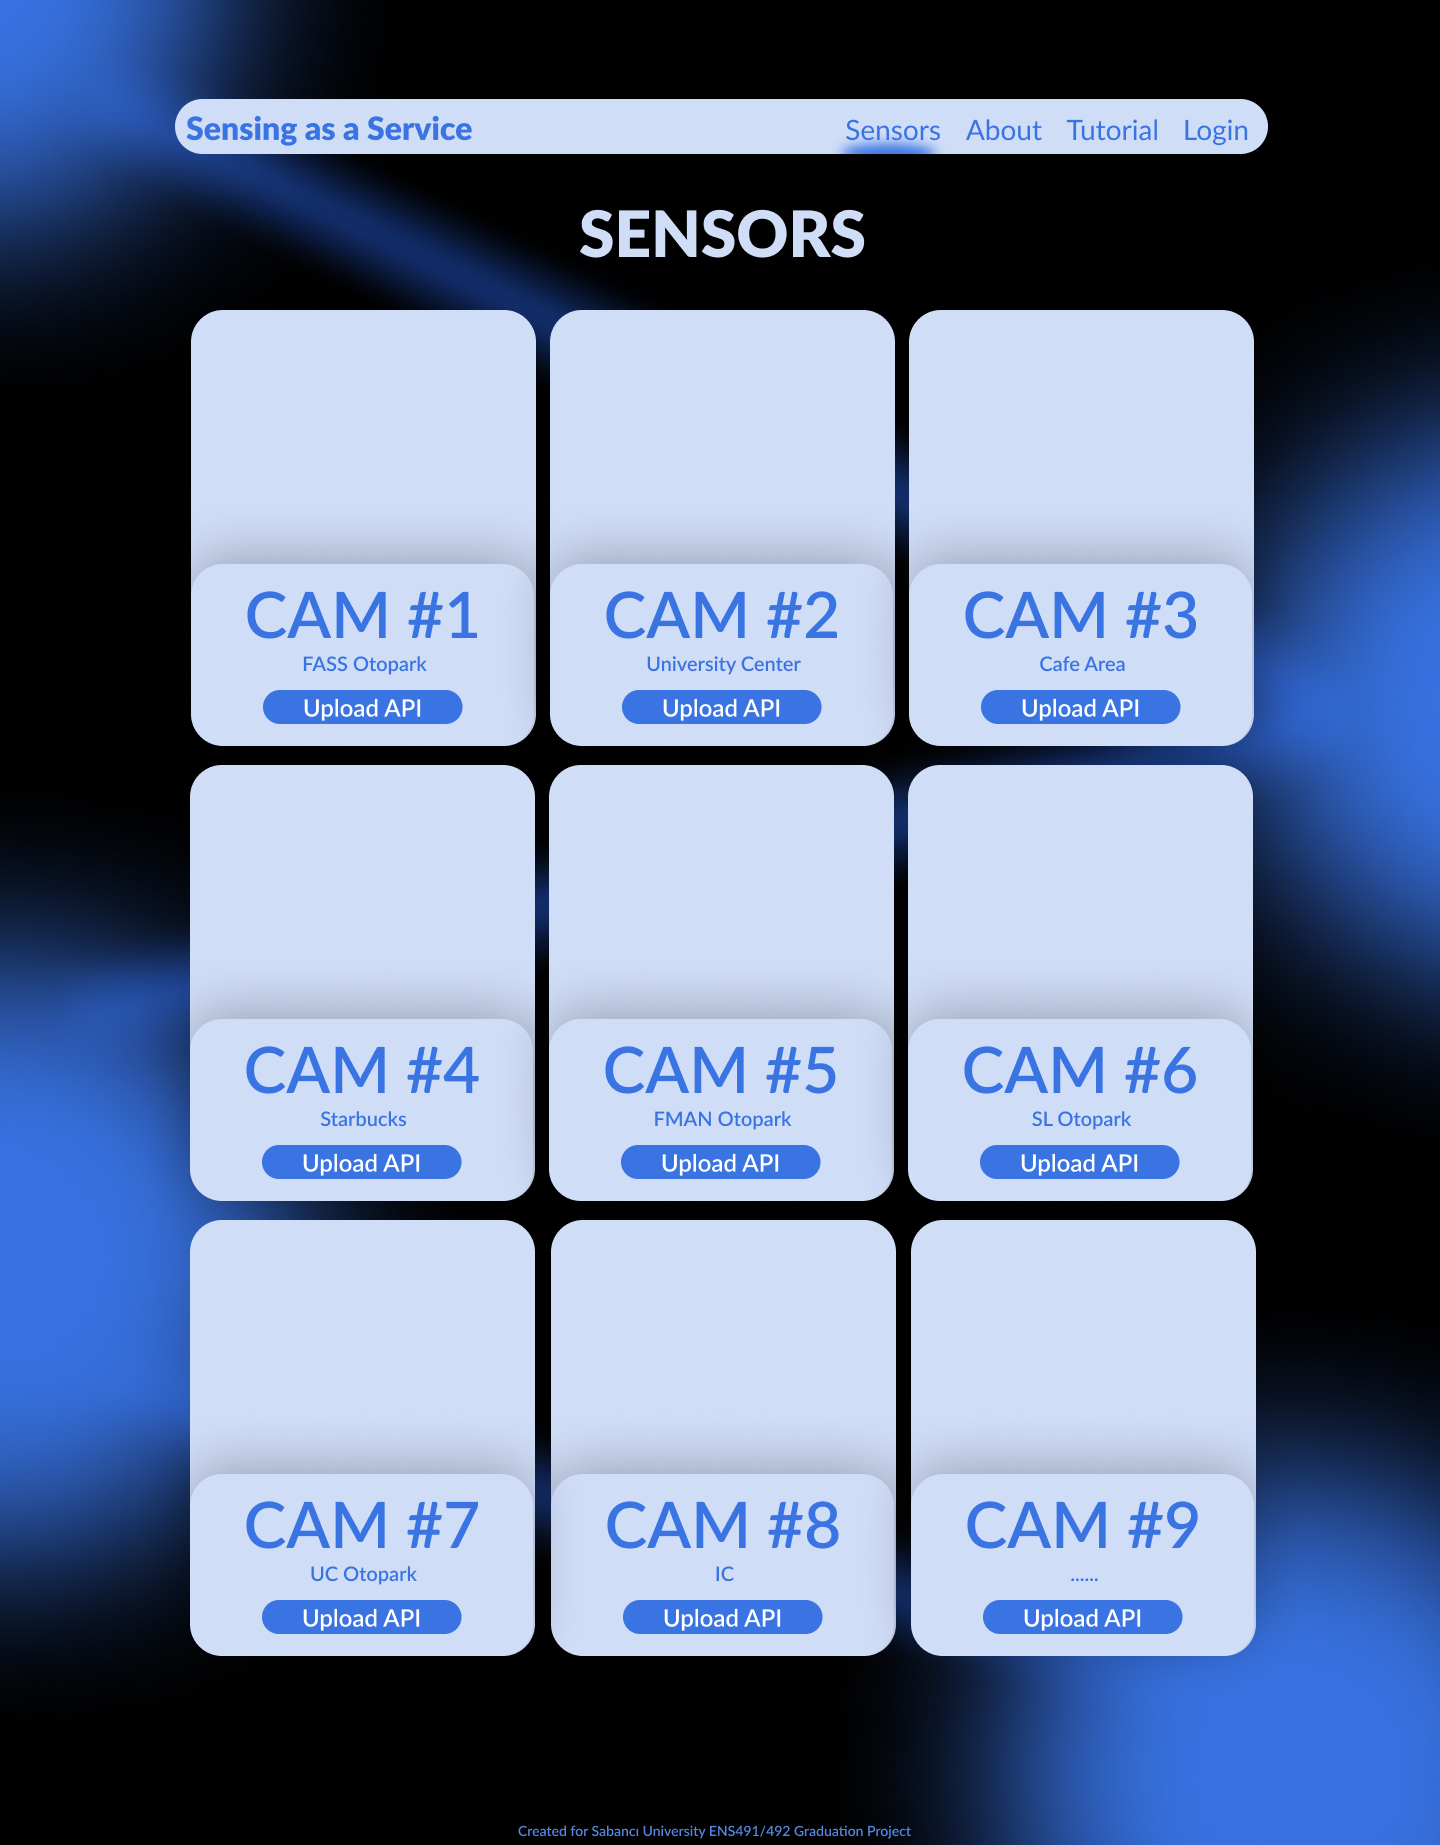 Sensing as a Service
Sensors About Tutorial Login
SENSORS
CAM #1
FASS Otopark
Upload API
CAM #2
University Center
Upload API
CAM #3
Cafe Area
Upload API
CAM #4
Starbucks
Upload API
CAM #5
FMAN Otopark
Upload API
CAM #6
SL Otopark
Upload API
CAM #7
UC Otopark
Upload API
CAM #8
IC
Upload API
CAM #9
......
Upload API
Created for Sabancı University ENS491/492 Graduation Project